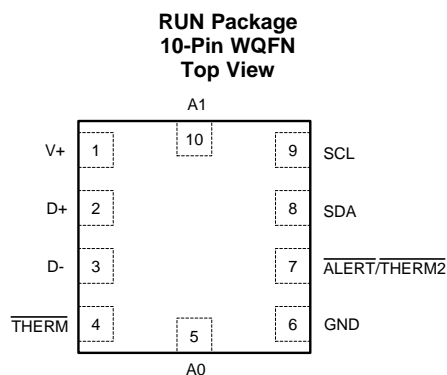 RUN Package
10-Pin WQFN
Top View
A1
V+ 1 10 9 SCL
D+ 2 8 SDA
D- 3 7 ALERT/THERM2
THERM 4 5 6 GND
A0